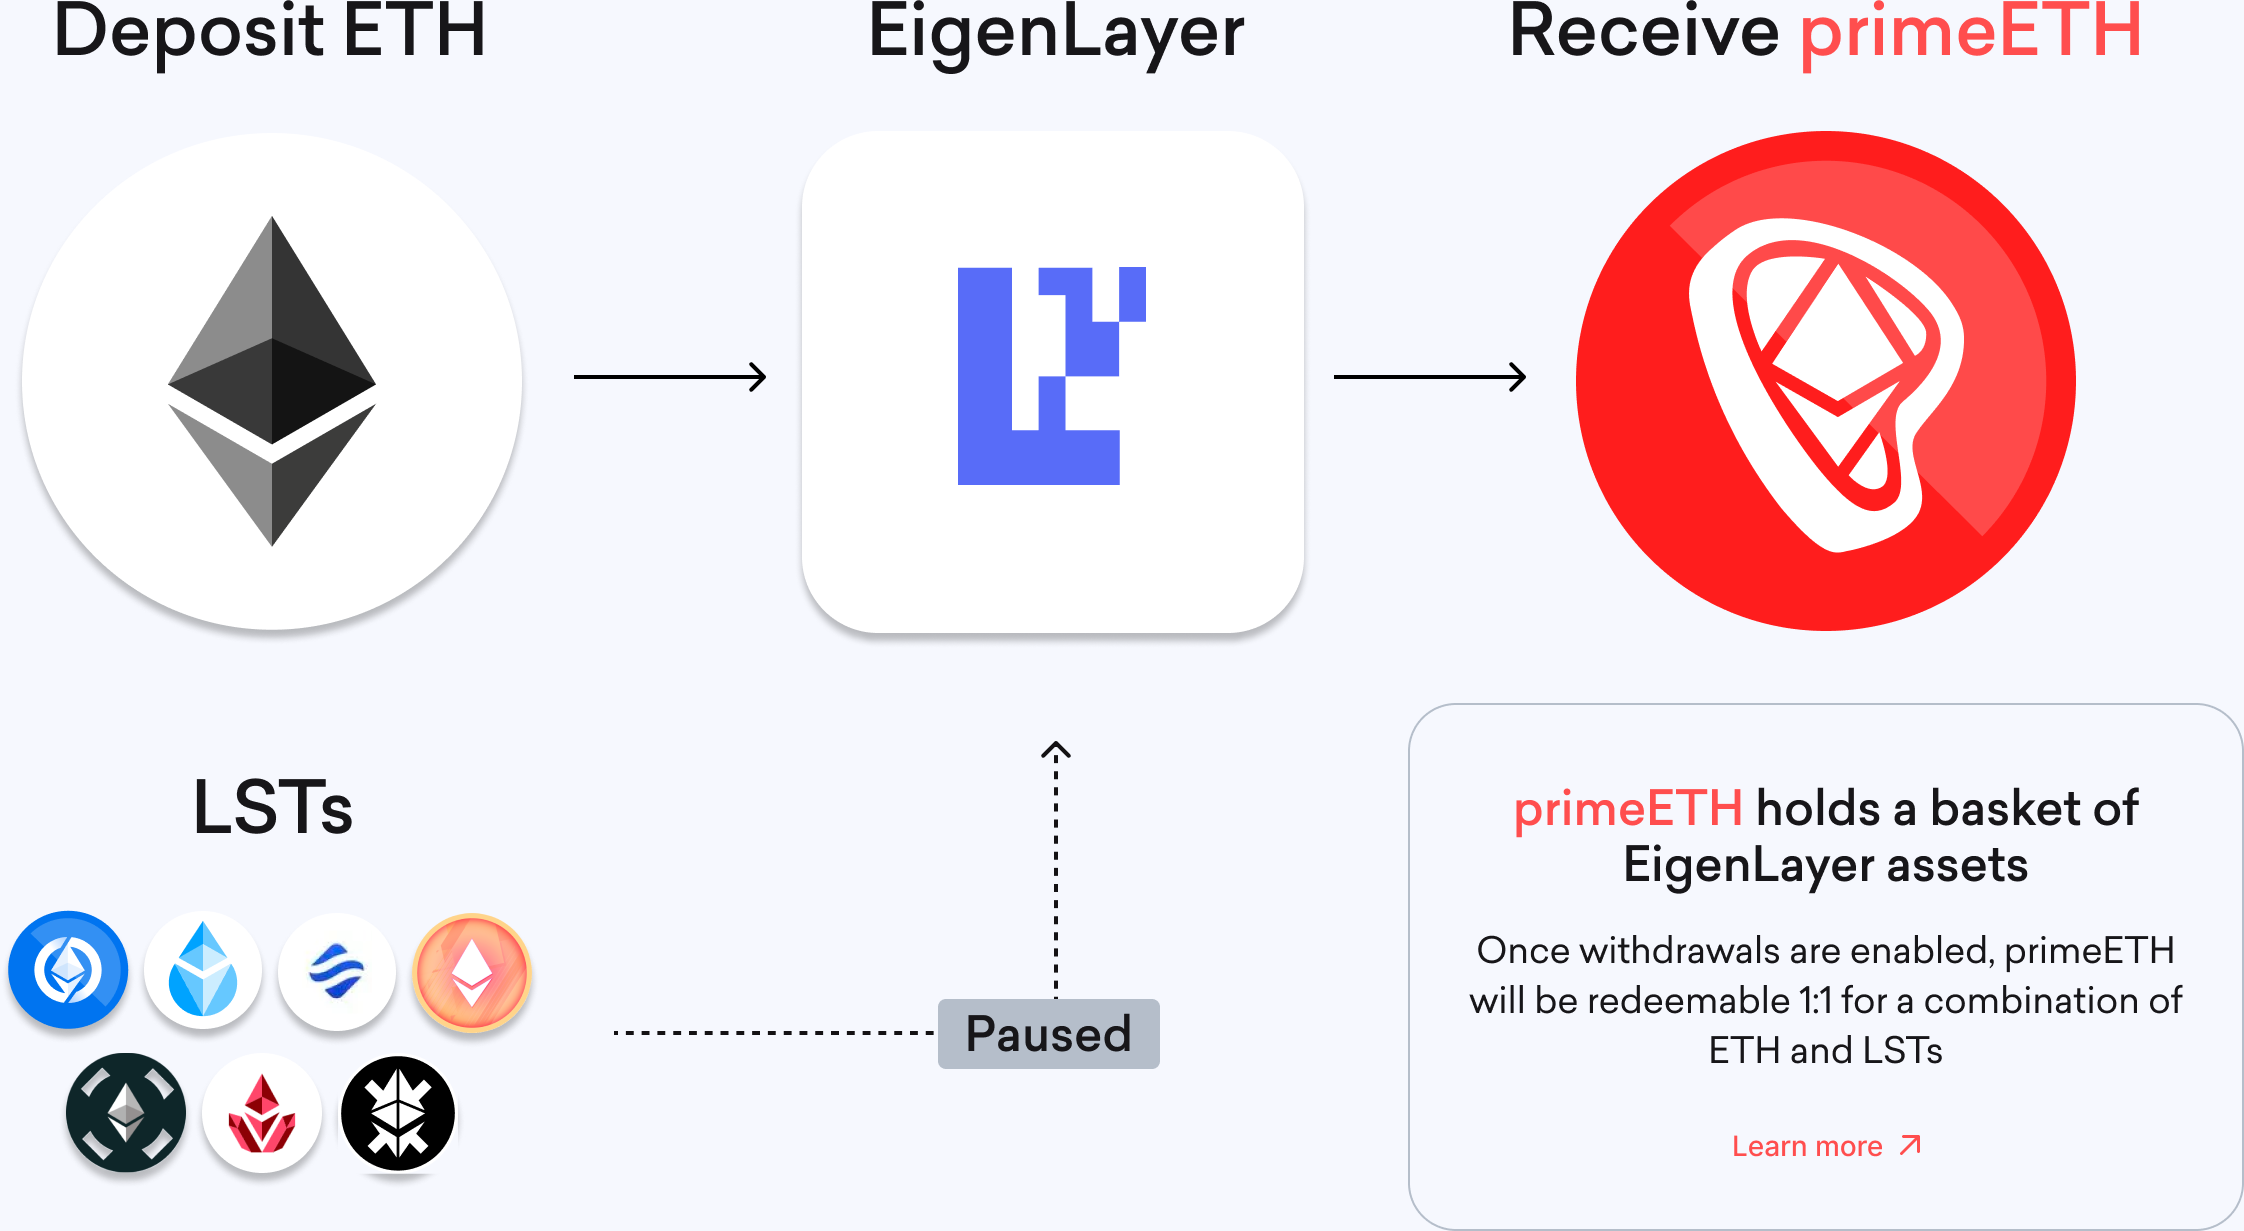 Deposit ETH
EigenLayer
Receive primeETH
LSTs
Paused
primeETH holds a basket of
EigenLayer assets
Once withdrawals are enabled, primeETH
will be redeemable 1:1 for a combination of
ETH and LSTs
Learn more